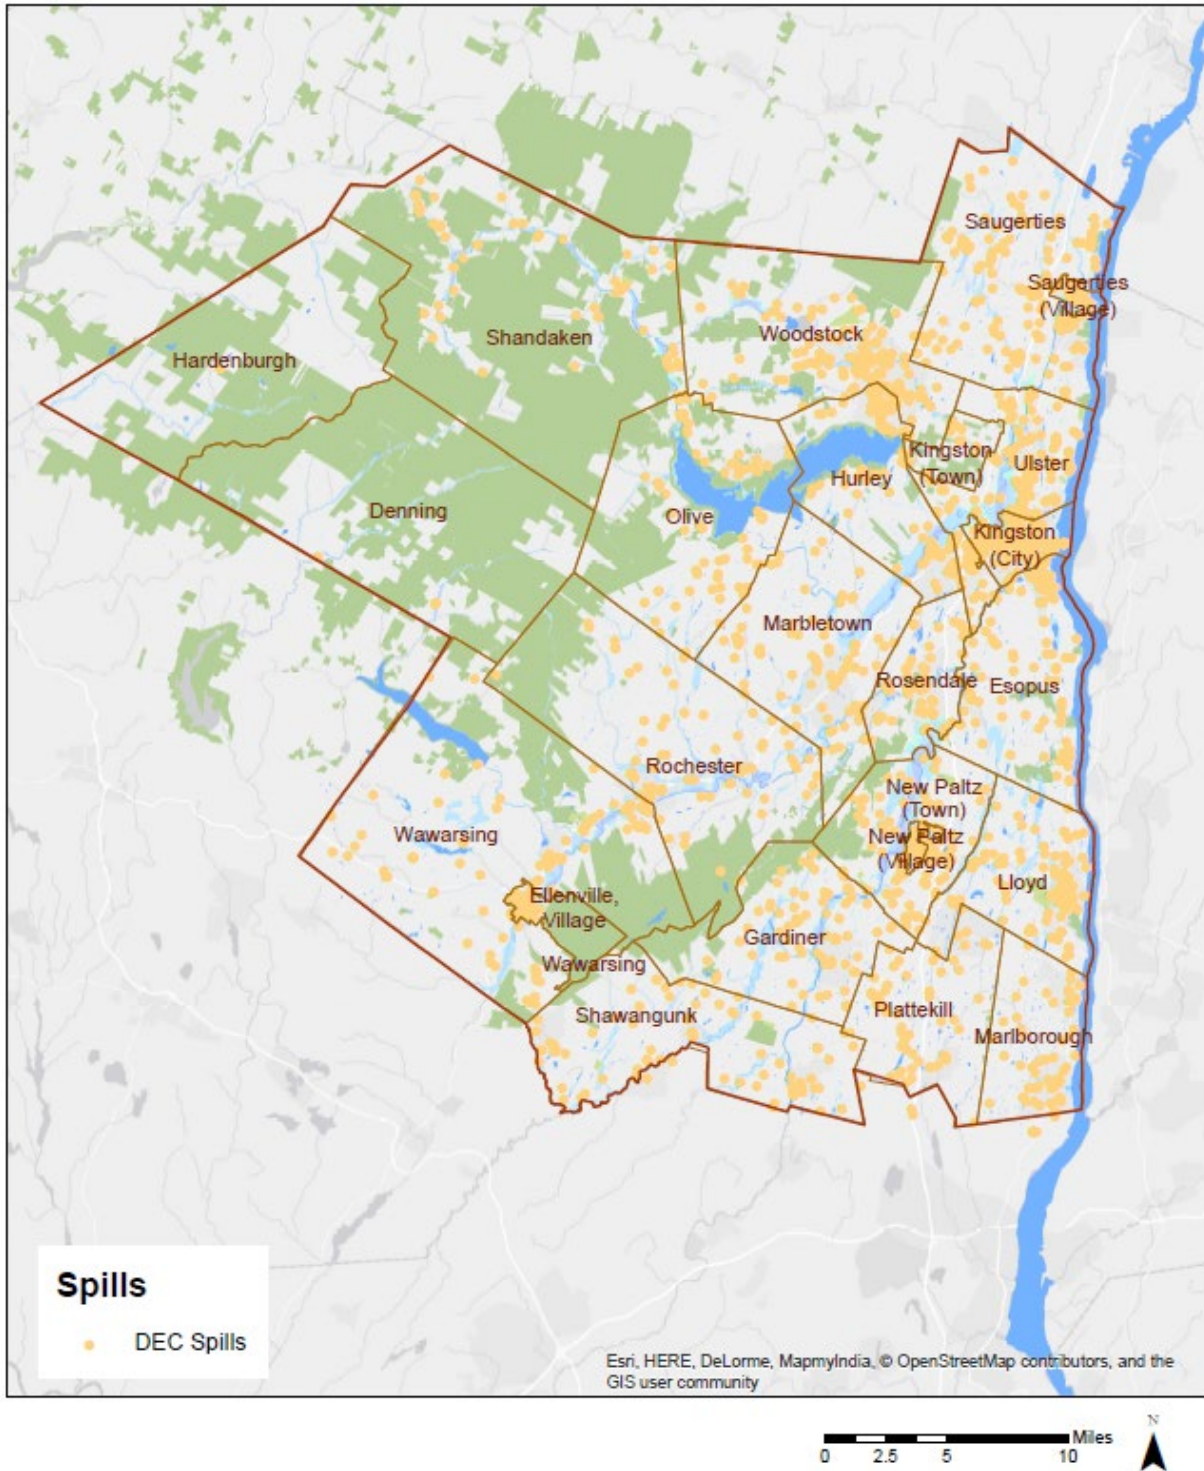 Saugerties
Saugerties
(Village)
Woodstock
Shandaken
Hardenburgh
Kingston
(Town)
Ulster
Hurley
Olive
Denning
Kingston
(City)
Marbletown
Rosendale
Esopus
Rochester
New Paltz
(Town)
New Paltz
(Village)
Wawarsing
Lloyd
Ellenville,
Village
Gardiner
Wawarsing
Shawangunk
Plattekill
Marlborough
Spills
DEC Spills
Esri, HERE, DeLorme, MapmyIndia, © OpenStreetMap contributors, and the
GIS user community
N
Miles
0 2.5 5 10